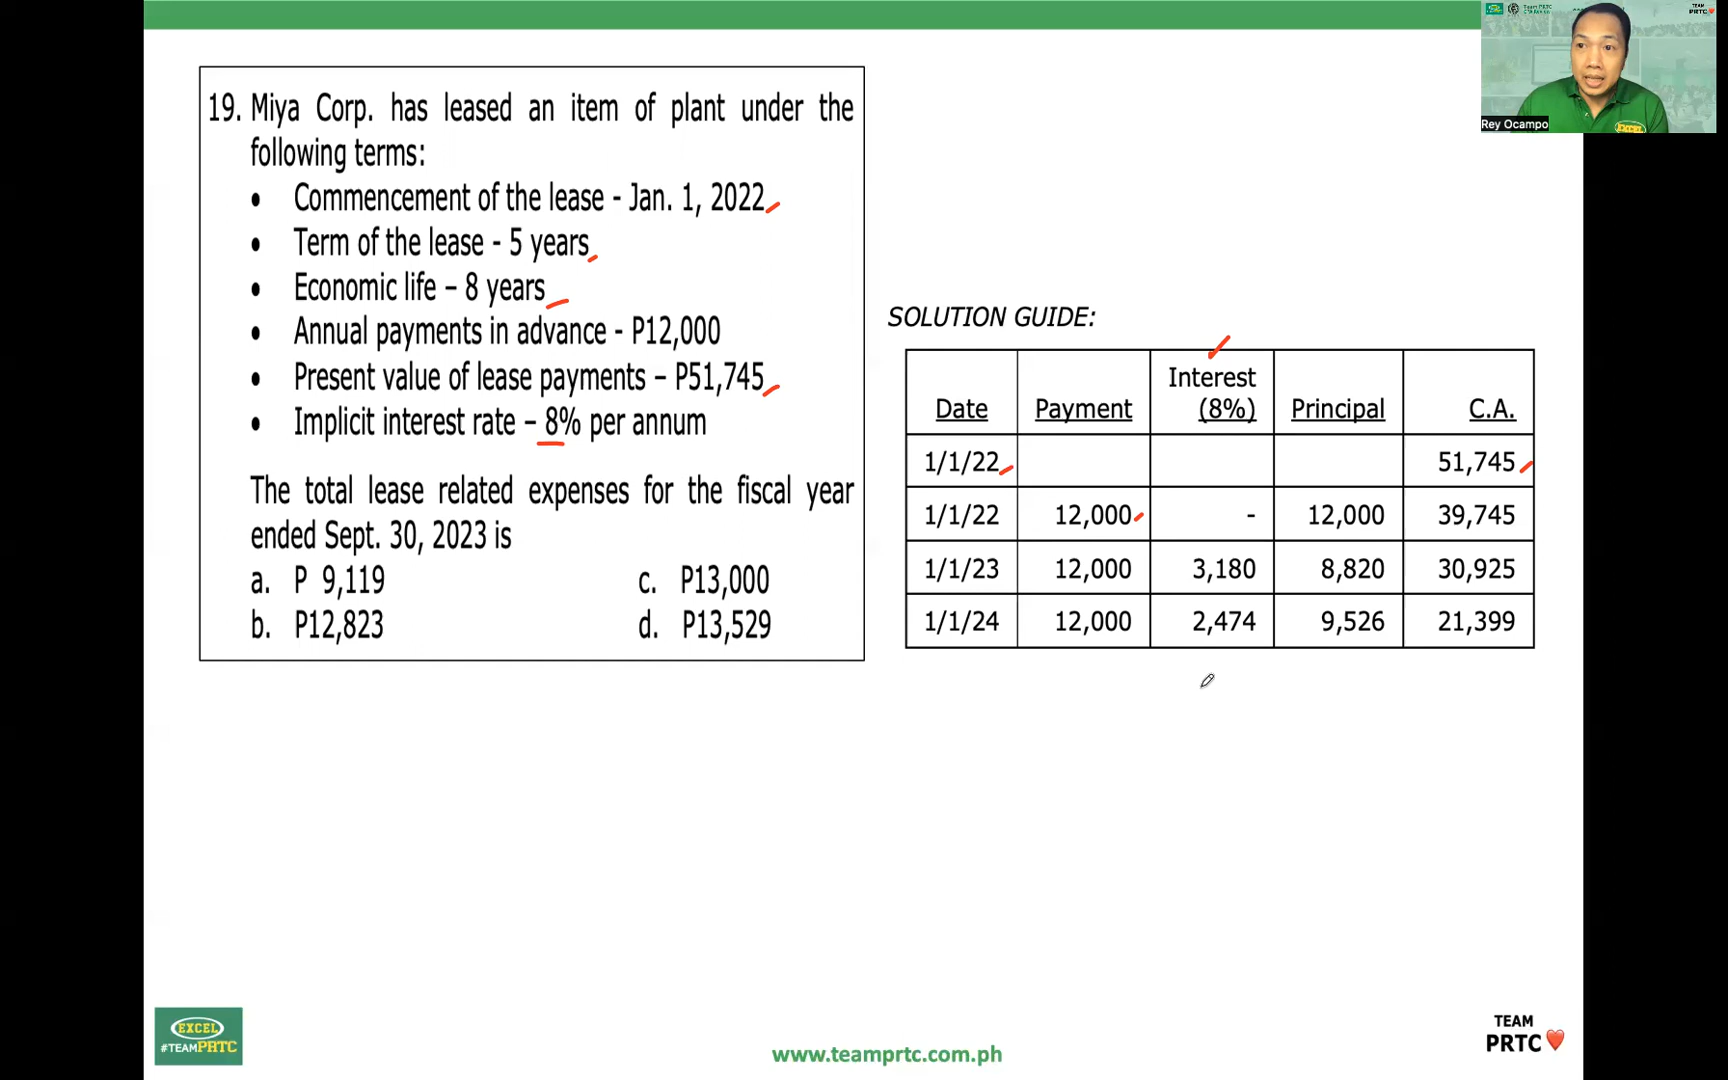 19. Miya Corp. has leased an item of plant under the
following terms:
• Commencement of the lease - Jan. 1, 2022
• Term of the lease - 5 years
• Economic life – 8 years
• Annual payments in advance - P12,000
• Present value of lease payments – P51,745
• Implicit interest rate – 8% per annum
The total lease related expenses for the fiscal year
ended Sept. 30, 2023 is
a. P 9,119 c. P13,000
b. P12,823 d. P13,529
SOLUTION GUIDE:
Date Payment Interest (8%) Principal C.A.
1/1/22 51,745
1/1/22 12,000 - 12,000 39,745
1/1/23 12,000 3,180 8,820 30,925
1/1/24 12,000 2,474 9,526 21,399
Rey Ocampo
EXCEL
Team PRTC
TEAM
PRTC
EXCEL
#TEAMPRTC
www.teamprtc.com.ph
TEAM
PRTC